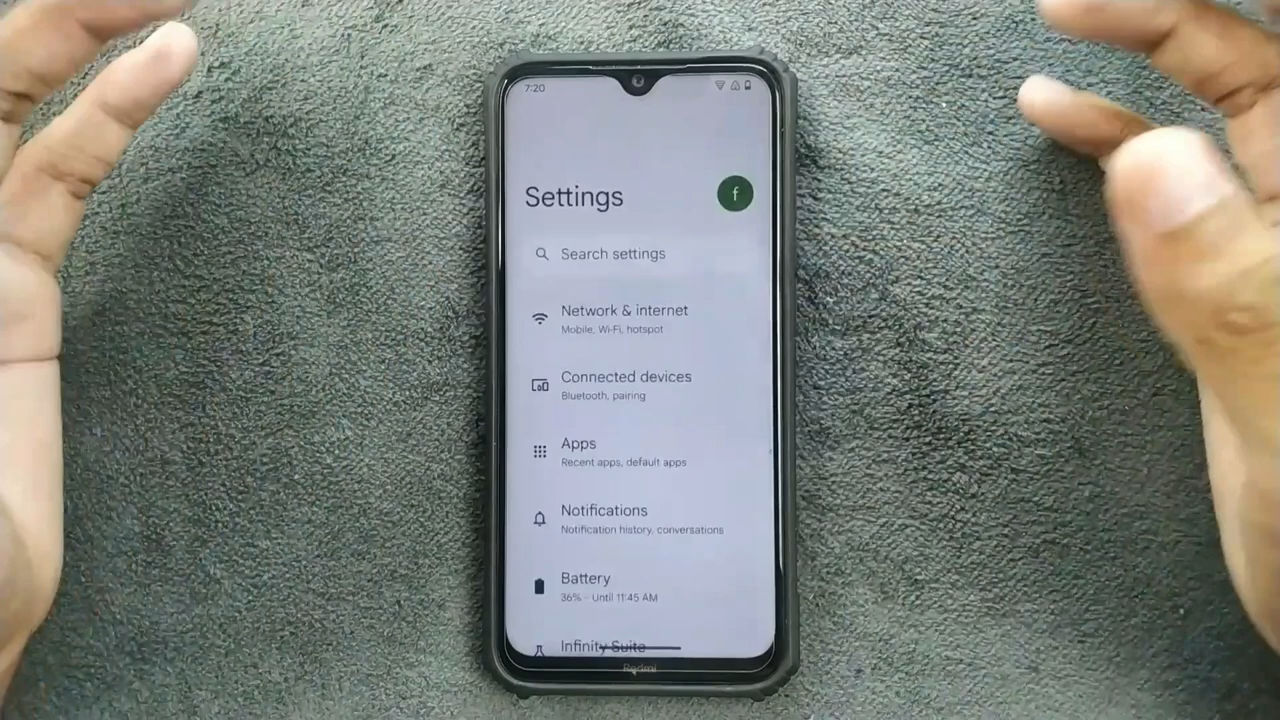 7:20
Settings
f
Search settings
Network & internet
Mobile, Wi-Fi, hotspot
Connected devices
Bluetooth, pairing
Apps
Recent apps, default apps
Notifications
Notification history, conversations
Battery
36% - Until 11:45 AM
Infinity Suite
Redmi